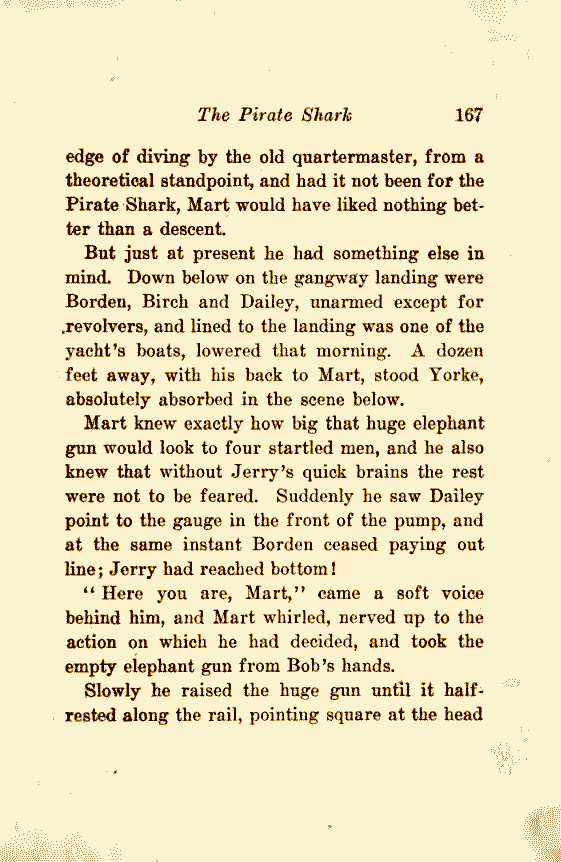 The Pirate Shark 167
edge of diving by the old quartermaster, from a
theoretical standpoint, and had it not been for the
Pirate Shark, Mart would have liked nothing bet-
ter than a descent.
But just at present he had something else in
mind. Down below on the gangway landing were
Borden, Birch and Dailey, unarmed except for
revolvers, and lined to the landing was one of the
yacht's boats, lowered that morning. A dozen
feet away, with his back to Mart, stood Yorke,
absolutely absorbed in the scene below.
Mart knew exactly how big that huge elephant
gun would look to four startled men, and he also
knew that without Jerry's quick brains the rest
were not to be feared. Suddenly he saw Dailey
point to the gauge in the front of the pump, and
at the same instant Borden ceased paying out
line; Jerry had reached bottom!
"Here you are, Mart," came a soft voice
behind him, and Mart whirled, nerved up to the
action on which he had decided, and took the
empty elephant gun from Bob's hands.
Slowly he raised the huge gun until it half-
rested along the rail, pointing square at the head